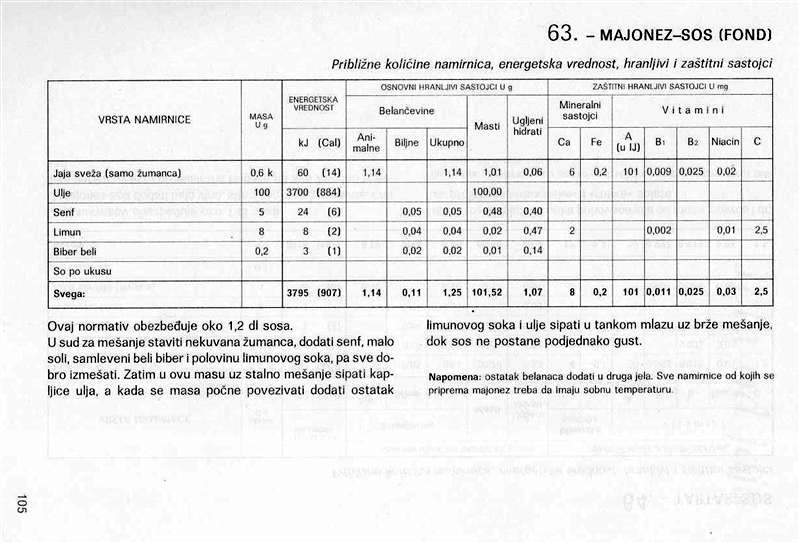 63. – MAJONEZ–SOS (FOND)
Približne količine namirnica, energetska vrednost, hranljivi i zaštitni sastojci
VRSTA NAMIRNICE MASA U g ENERGETSKA VREDNOST OSNOVNI HRANLJIVI SASTOJCI U g ZAŠTITNI HRANLJIVI SASTOJCI U mg
Belančevine Masti Ugljeni hidrati Mineralni sastojci Vitamini
kJ (Cal) Ani-malne Biljne Ukupno Ca Fe A (u IJ) B1 B2 Niacin C
Jaja sveža (samo žumanca) 0,6 k 60 (14) 1,14 1,14 1,01 0,06 6 0,2 101 0,009 0,025 0,02
Ulje 100 3700 (884) 100,00
Senf 5 24 (6) 0,05 0,05 0,48 0,40
Limun 8 8 (2) 0,04 0,04 0,02 0,47 2 0,002 0,01 2,5
Biber beli 0,2 3 (1) 0,02 0,02 0,01 0,14
So po ukusu
Svega: 3795 (907) 1,14 0,11 1,25 101,52 1,07 8 0,2 101 0,011 0,025 0,03 2,5
Ovaj normativ obezbeđuje oko 1,2 dl sosa.
U sud za mešanje staviti nekuvana žumanca, dodati senf, malo
soli, samleveni beli biber i polovinu limunovog soka, pa sve do-
bro izmešati. Zatim u ovu masu uz stalno mešanje sipati kap-
ljice ulja, a kada se masa počne povezivati dodati ostatak
limunovog soka i ulje sipati u tankom mlazu uz brže mešanje,
dok sos ne postane podjednako gust.
Napomena: ostatak belanaca dodati u druga jela. Sve namirnice od kojih se
priprema majonez treba da imaju sobnu temperaturu.
105